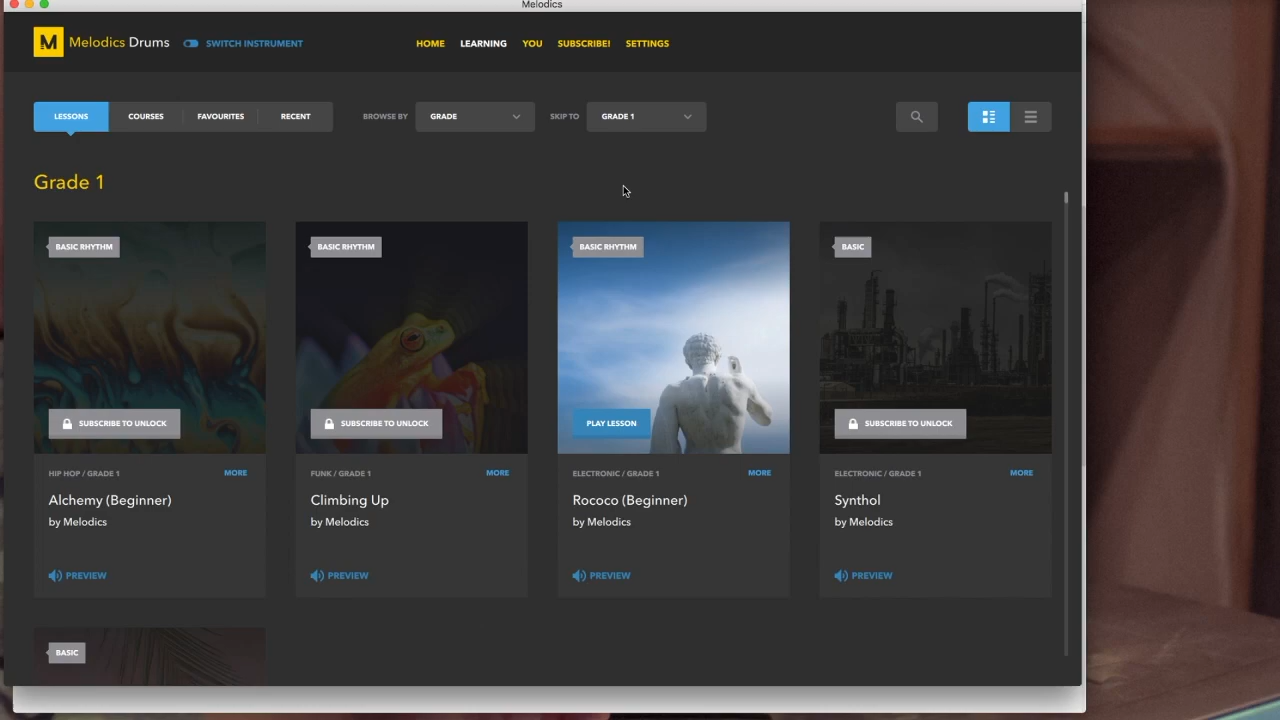 Melodics
M Melodics Drums SWITCH INSTRUMENT HOME LEARNING YOU SUBSCRIBE! SETTINGS
LESSONS COURSES FAVOURITES RECENT BROWSE BY GRADE SKIP TO GRADE 1
Grade 1
BASIC RHYTHM BASIC RHYTHM BASIC RHYTHM BASIC
SUBSCRIBE TO UNLOCK SUBSCRIBE TO UNLOCK PLAY LESSON SUBSCRIBE TO UNLOCK
HIP HOP / GRADE 1 MORE FUNK / GRADE 1 MORE ELECTRONIC / GRADE 1 MORE ELECTRONIC / GRADE 1 MORE
Alchemy (Beginner) Climbing Up Rococo (Beginner) Synthol
by Melodics by Melodics by Melodics by Melodics
PREVIEW PREVIEW PREVIEW PREVIEW
BASIC